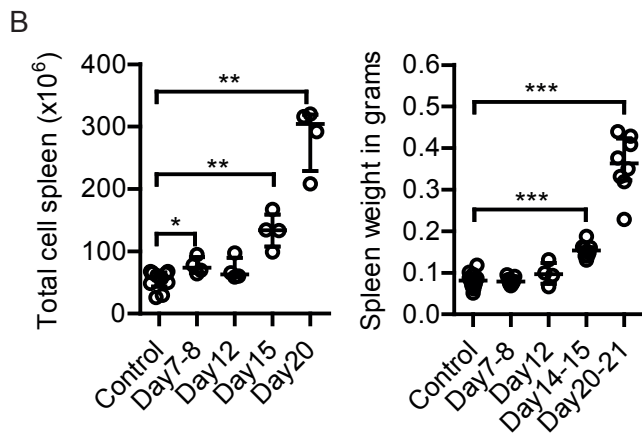 B
Total cell spleen (x10⁶)
400
300
200
100
0
**
**
*
Control
Day7-8
Day12
Day15
Day20
Spleen weight in grams
0.6
0.5
0.4
0.3
0.2
0.1
0.0
***
***
Control
Day7-8
Day12
Day14-15
Day20-21